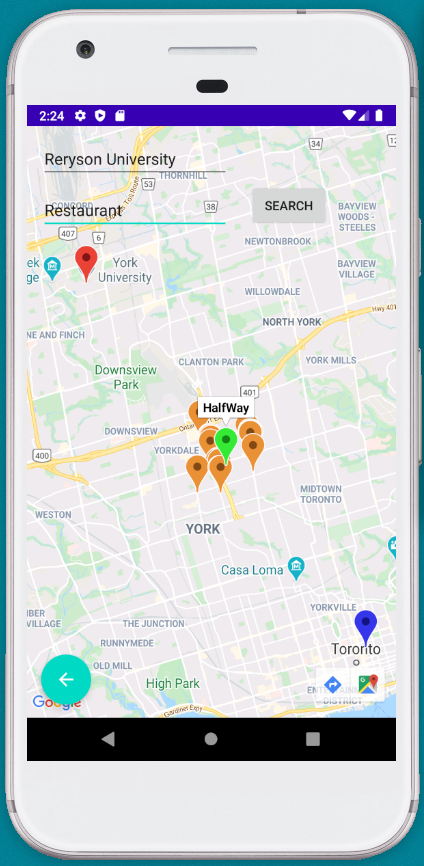 2:24
34
12
Reryson University
THORNHILL
53
CONCORD
Restaurant
38
SEARCH
BAYVIEW
WOODS -
STEELES
407
6
NEWTONBROOK
York
University
BAYVIEW
VILLAGE
WILLOWDALE
Hwy 401
NORTH YORK
NE AND FINCH
CLANTON PARK
YORK MILLS
Downsview
Park
401
HalfWay
DOWNSVIEW
YORKDALE
400
MIDTOWN
TORONTO
WESTON
YORK
Casa Loma
YORKVILLE
VILLAGE
THE JUNCTION
RUNNYMEDE
Toronto
OLD MILL
High Park
DISTRICT
Google
Gardiner Expy